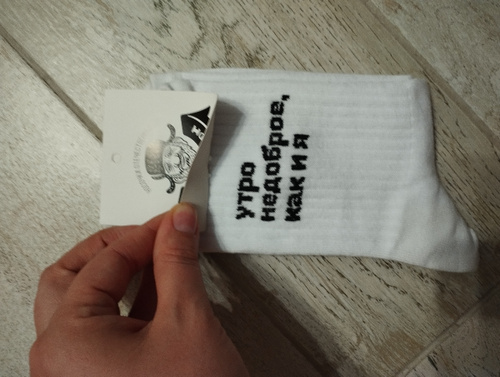 утро
недоброе,
как и я